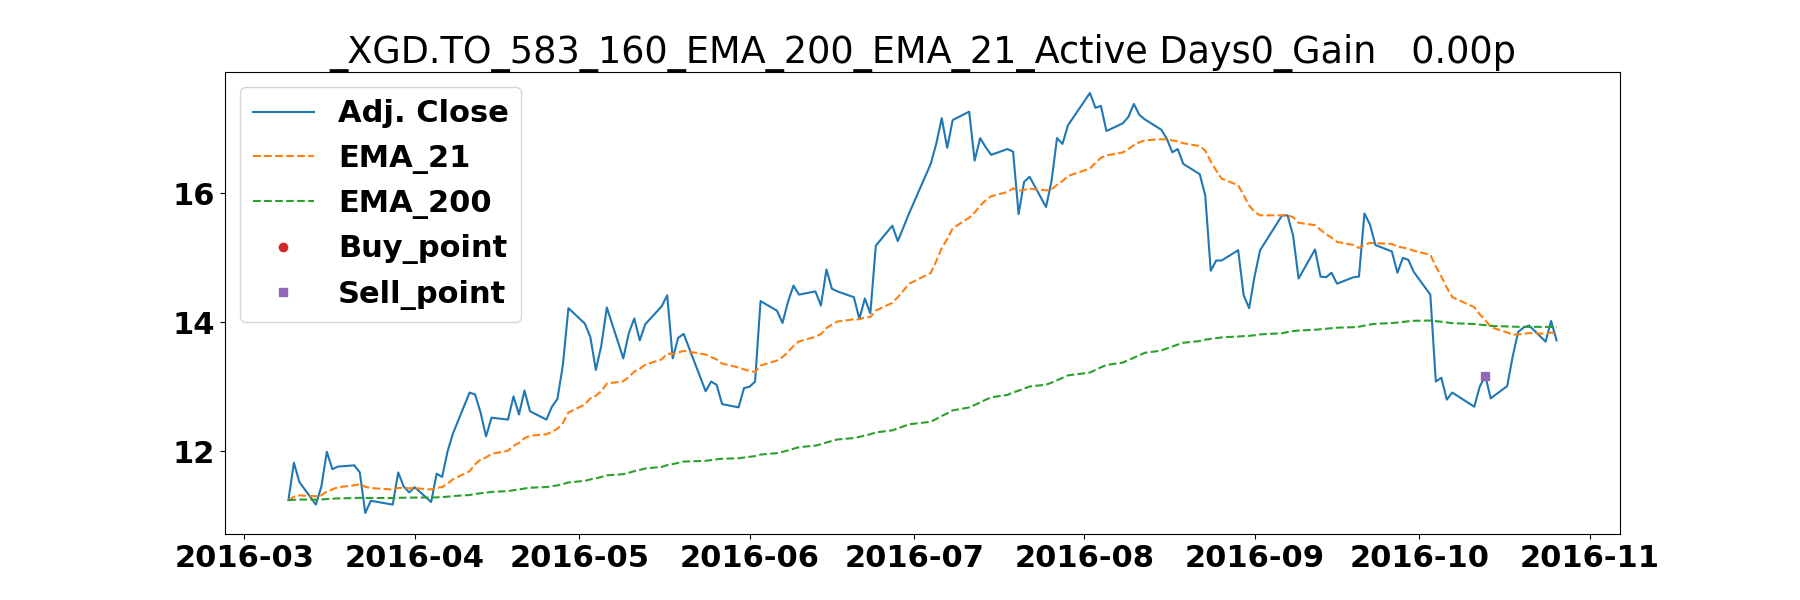 _XGD.TO_583_160_EMA_200_EMA_21_Active Days0_Gain   0.00p
Adj. Close
EMA_21
EMA_200
Buy_point
Sell_point
16
14
12
2016-03 2016-04 2016-05 2016-06 2016-07 2016-08 2016-09 2016-10 2016-11